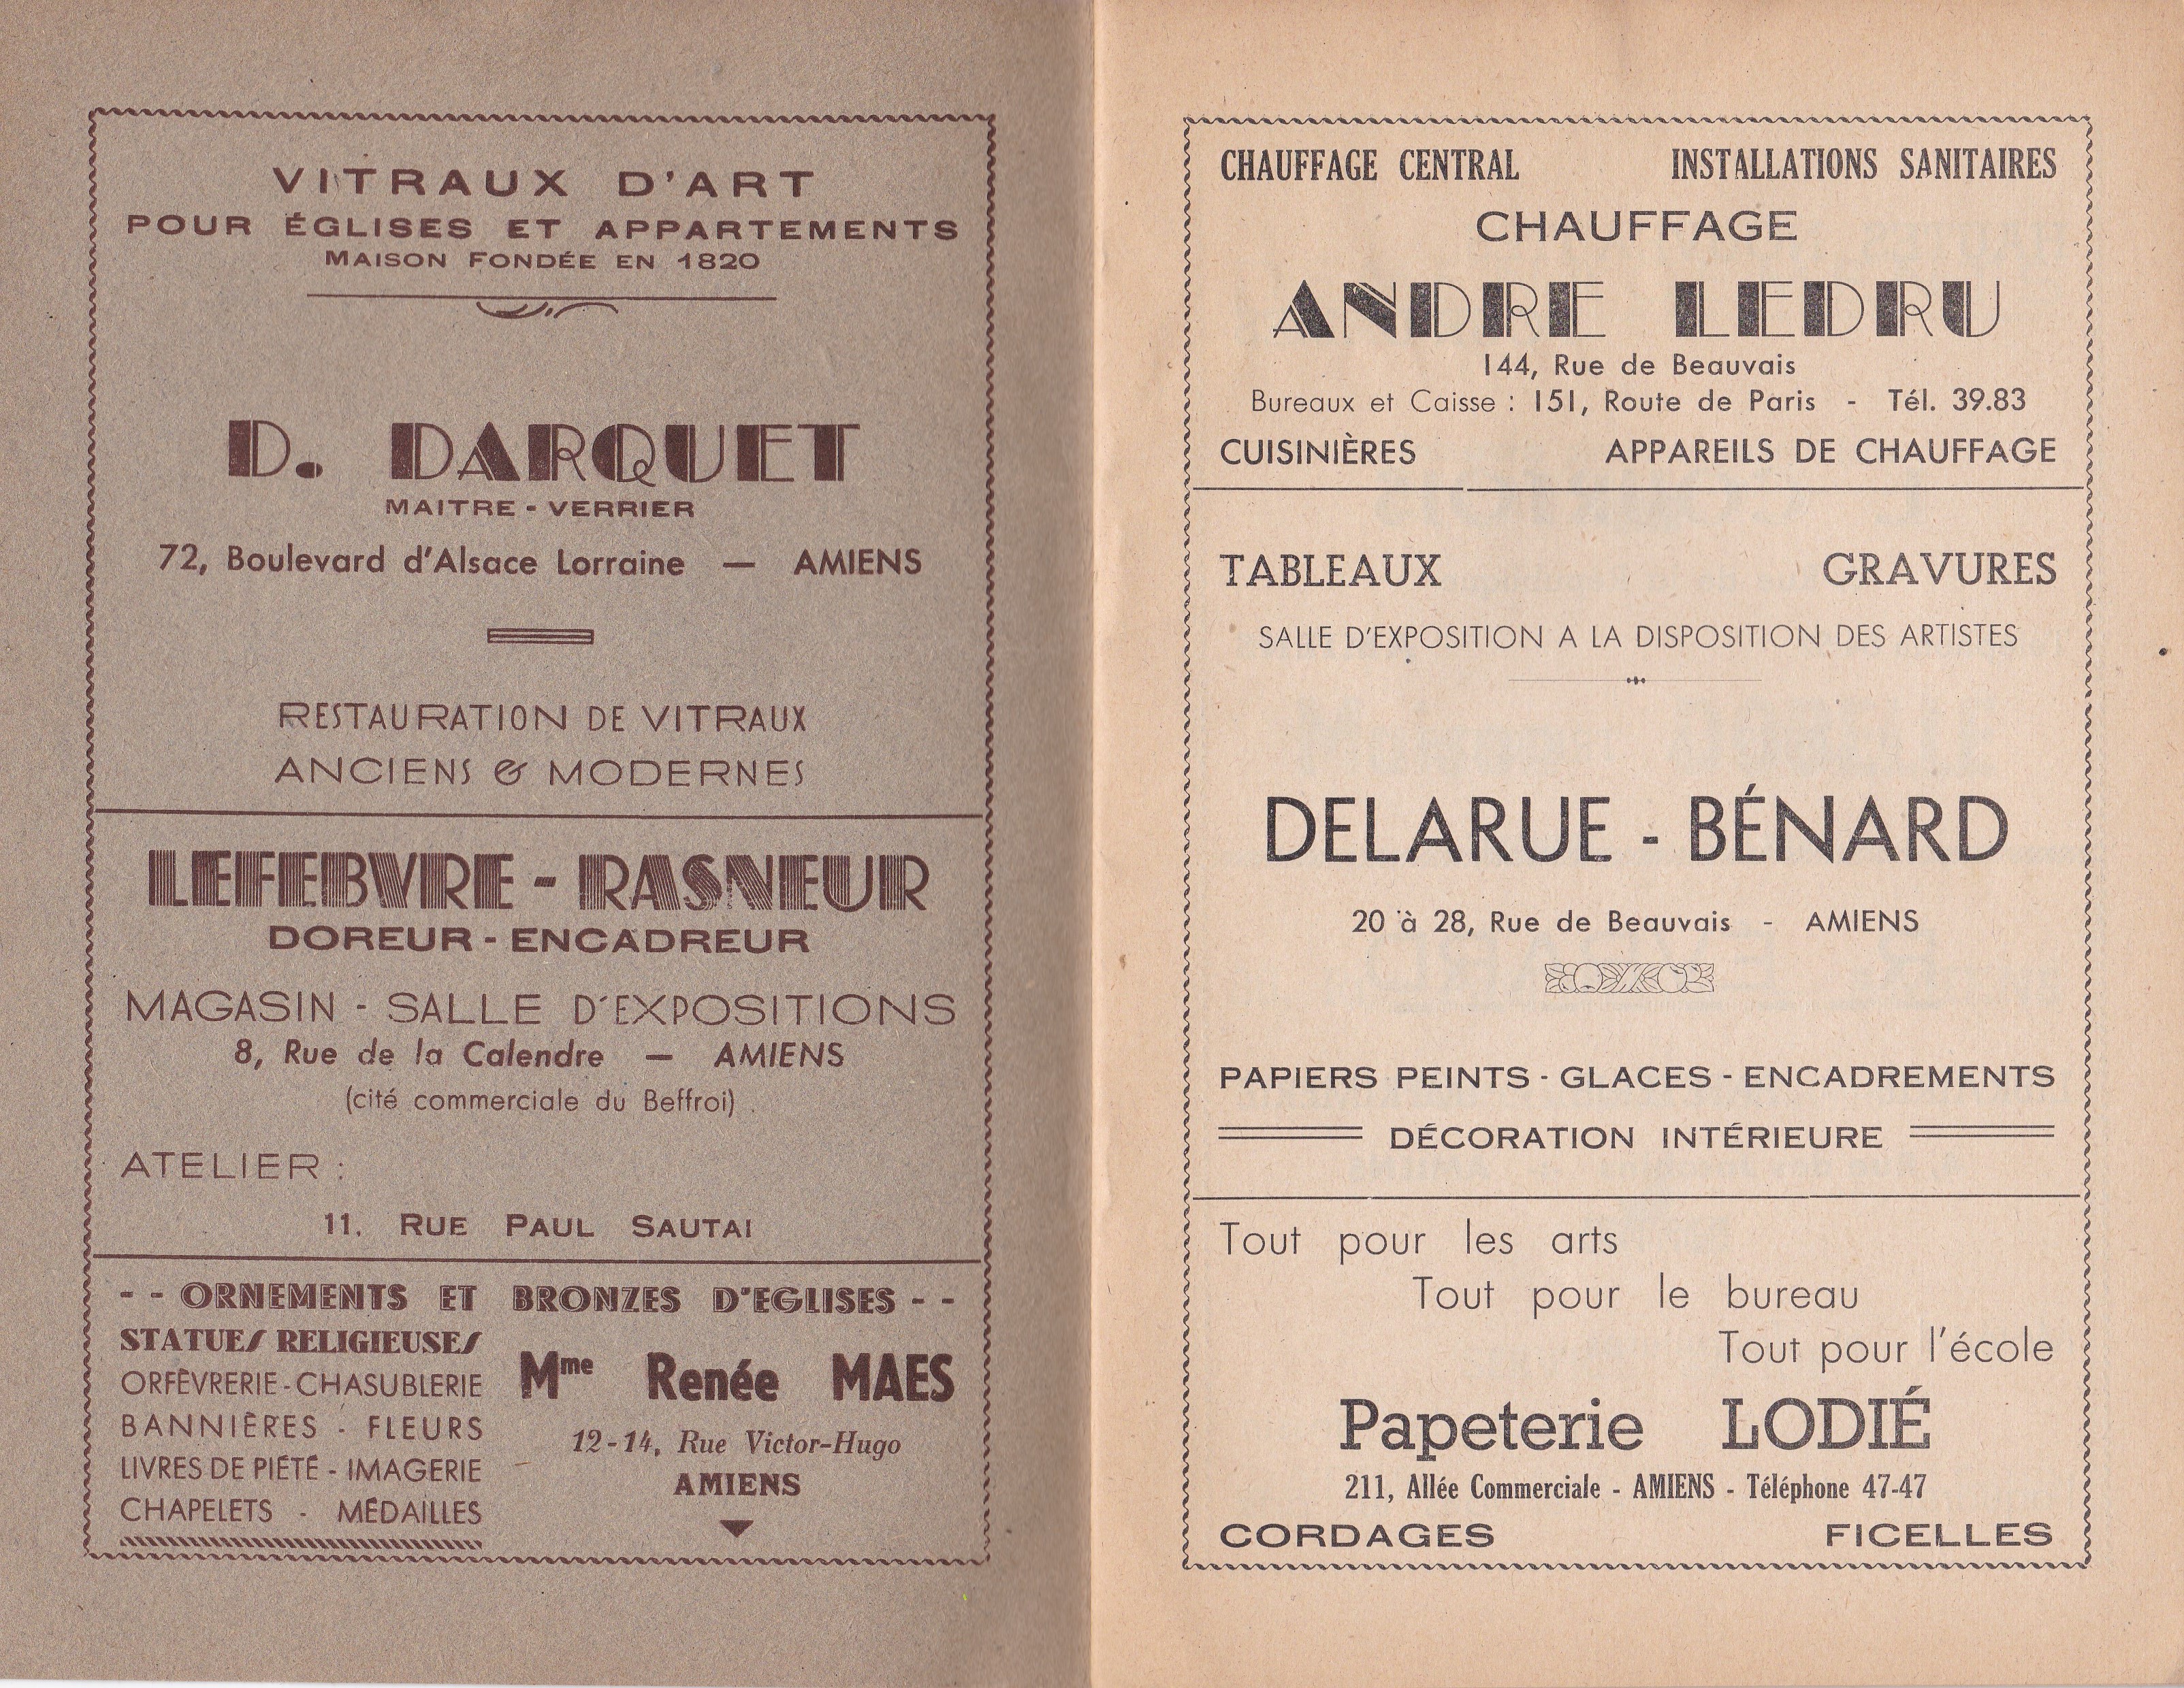 VITRAUX D'ART
POUR ÉGLISES ET APPARTEMENTS
MAISON FONDÉE EN 1820
D. DARQUET
MAITRE - VERRIER
72, Boulevard d'Alsace Lorraine — AMIENS
RESTAURATION DE VITRAUX
ANCIENS & MODERNES
LEFEBVRE - RASNEUR
DOREUR - ENCADREUR
MAGASIN - SALLE D'EXPOSITIONS
8, Rue de la Calendre — AMIENS
(cité commerciale du Beffroi)
ATELIER :
11, RUE PAUL SAUTAI
- - ORNEMENTS ET BRONZES D'EGLISES - -
STATUES RELIGIEUSES
ORFÈVRERIE - CHASUBLERIE
BANNIÈRES - FLEURS
LIVRES DE PIÉTÉ - IMAGERIE
CHAPELETS - MÉDAILLES
Mme Renée MAES
12-14, Rue Victor-Hugo
AMIENS
CHAUFFAGE CENTRAL INSTALLATIONS SANITAIRES
CHAUFFAGE
ANDRE LEDRU
144, Rue de Beauvais
Bureaux et Caisse : 151, Route de Paris - Tél. 39.83
CUISINIÈRES APPAREILS DE CHAUFFAGE
TABLEAUX GRAVURES
SALLE D'EXPOSITION A LA DISPOSITION DES ARTISTES
DELARUE - BÉNARD
20 à 28, Rue de Beauvais - AMIENS
PAPIERS PEINTS - GLACES - ENCADREMENTS
DÉCORATION INTÉRIEURE
Tout pour les arts
Tout pour le bureau
Tout pour l'école
Papeterie LODIÉ
211, Allée Commerciale - AMIENS - Téléphone 47-47
CORDAGES FICELLES